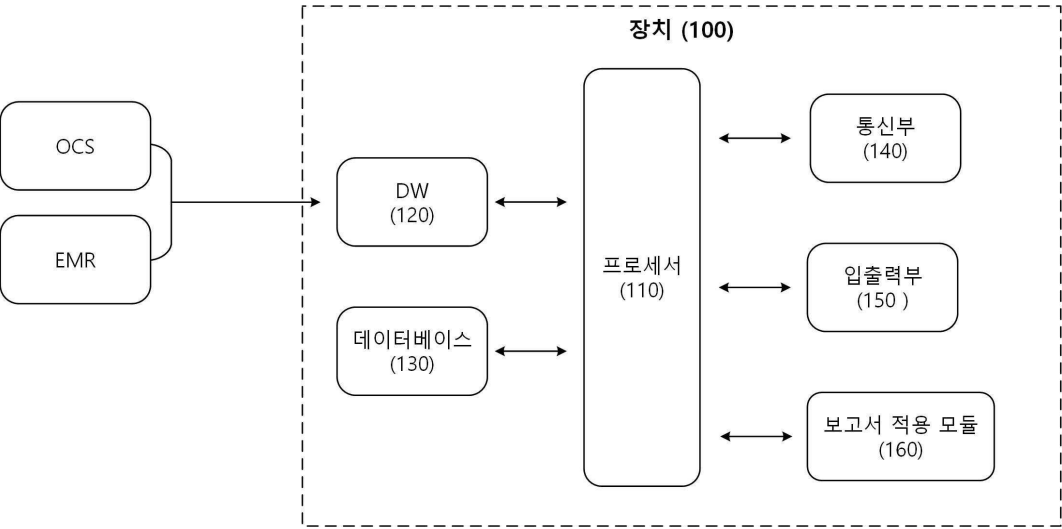 장치 (100)
OCS
EMR
DW
(120)
데이터베이스
(130)
프로세서
(110)
통신부
(140)
입출력부
(150 )
보고서 적용 모듈
(160)